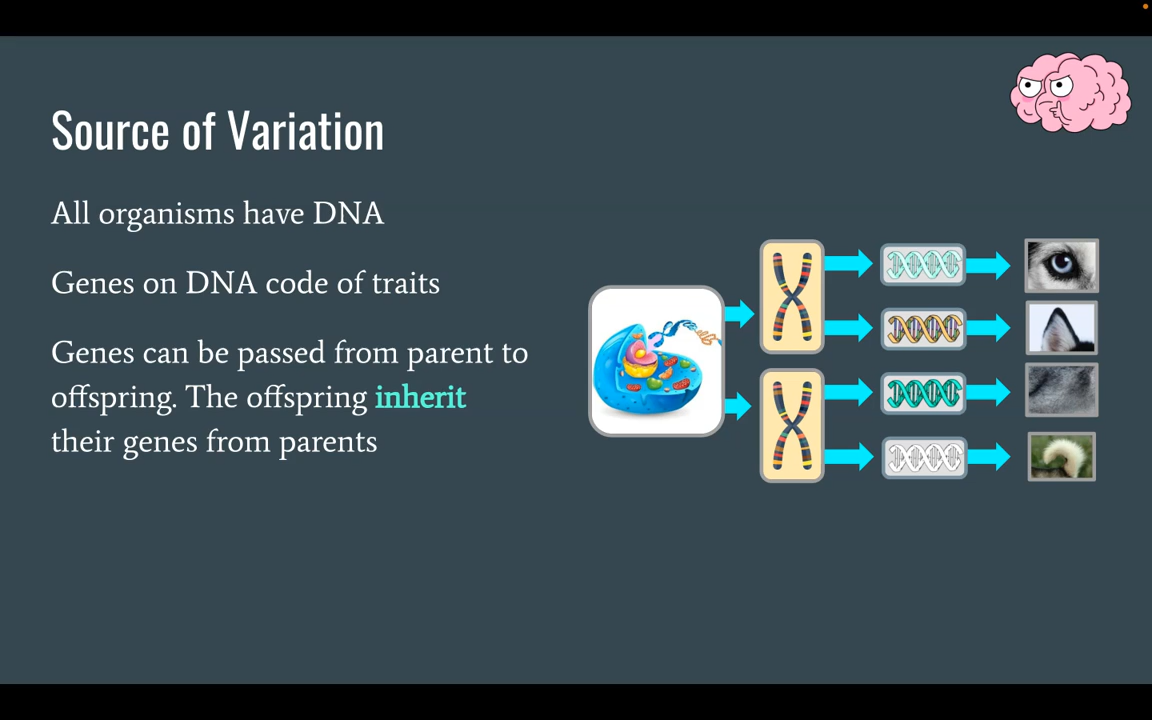 Source of Variation
All organisms have DNA
Genes on DNA code of traits
Genes can be passed from parent to
offspring. The offspring inherit
their genes from parents